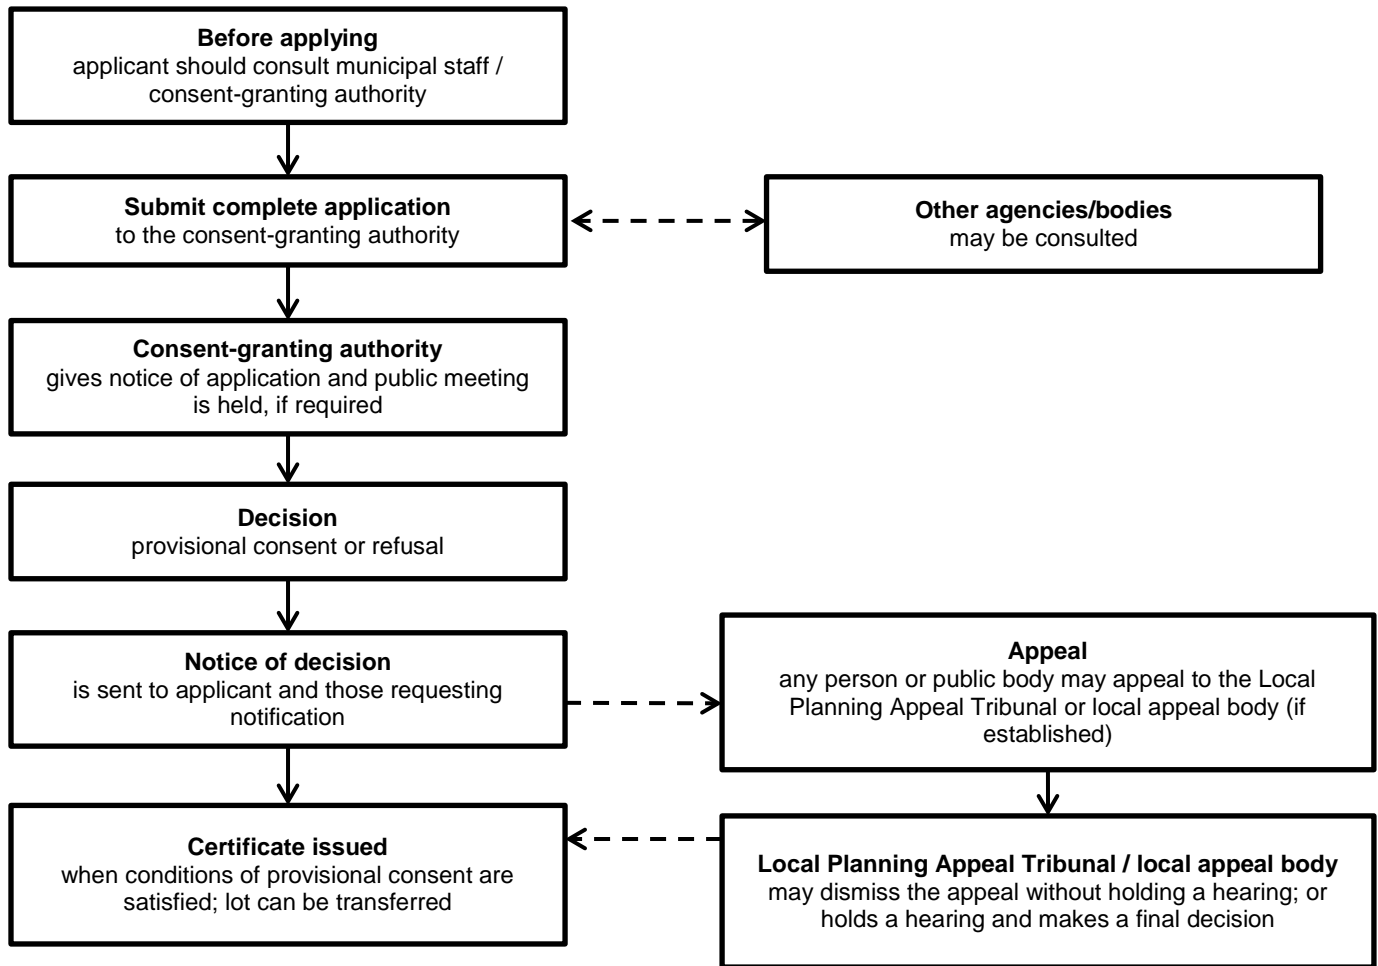 Before applying
applicant should consult municipal staff /
consent-granting authority
Submit complete application
to the consent-granting authority
Other agencies/bodies
may be consulted
Consent-granting authority
gives notice of application and public meeting
is held, if required
Decision
provisional consent or refusal
Notice of decision
is sent to applicant and those requesting
notification
Appeal
any person or public body may appeal to the Local
Planning Appeal Tribunal or local appeal body (if
established)
Certificate issued
when conditions of provisional consent are
satisfied; lot can be transferred
Local Planning Appeal Tribunal / local appeal body
may dismiss the appeal without holding a hearing; or
holds a hearing and makes a final decision